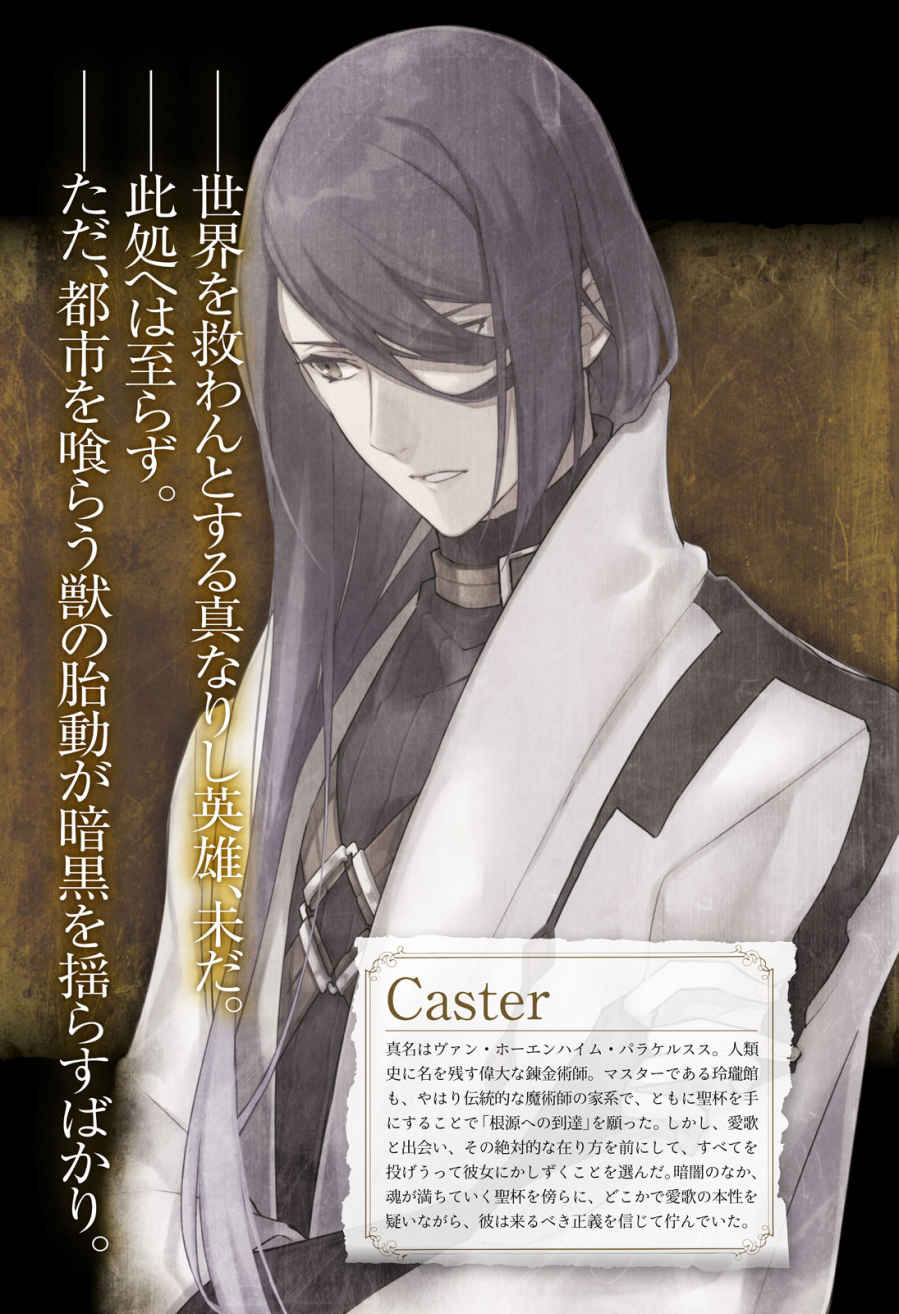 ――世界を救わんとする真なりし英雄、未だ。
――此処へは至らず。
――ただ、都市を喰らう獣の胎動が暗黒を揺らすばかり。
Caster
真名はヴァン・ホーエンハイム・パラケルスス。人類
史に名を残す偉大な錬金術師。マスターである玲瓏館
も、やはり伝統的な魔術師の家系で、ともに聖杯を手
にすることで「根源への到達」を願った。しかし、愛歌
と出会い、その絶対的な在り方を前にして、すべてを
投げうって彼女にかしずくことを選んだ。暗闇のなか、
魂が満ちていく聖杯を傍らに、どこかで愛歌の本性を
疑いながら、彼は来るべき正義を信じて佇んでいた。